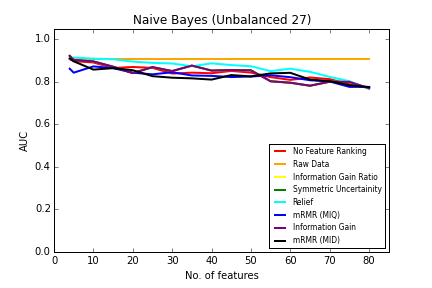 Naive Bayes (Unbalanced 27)
1.0
0.8
0.6
0.4
0.2
0.0
AUC
0 10 20 30 40 50 60 70 80
No. of features
No Feature Ranking
Raw Data
Information Gain Ratio
Symmetric Uncertainity
Relief
mRMR (MIQ)
Information Gain
mRMR (MID)